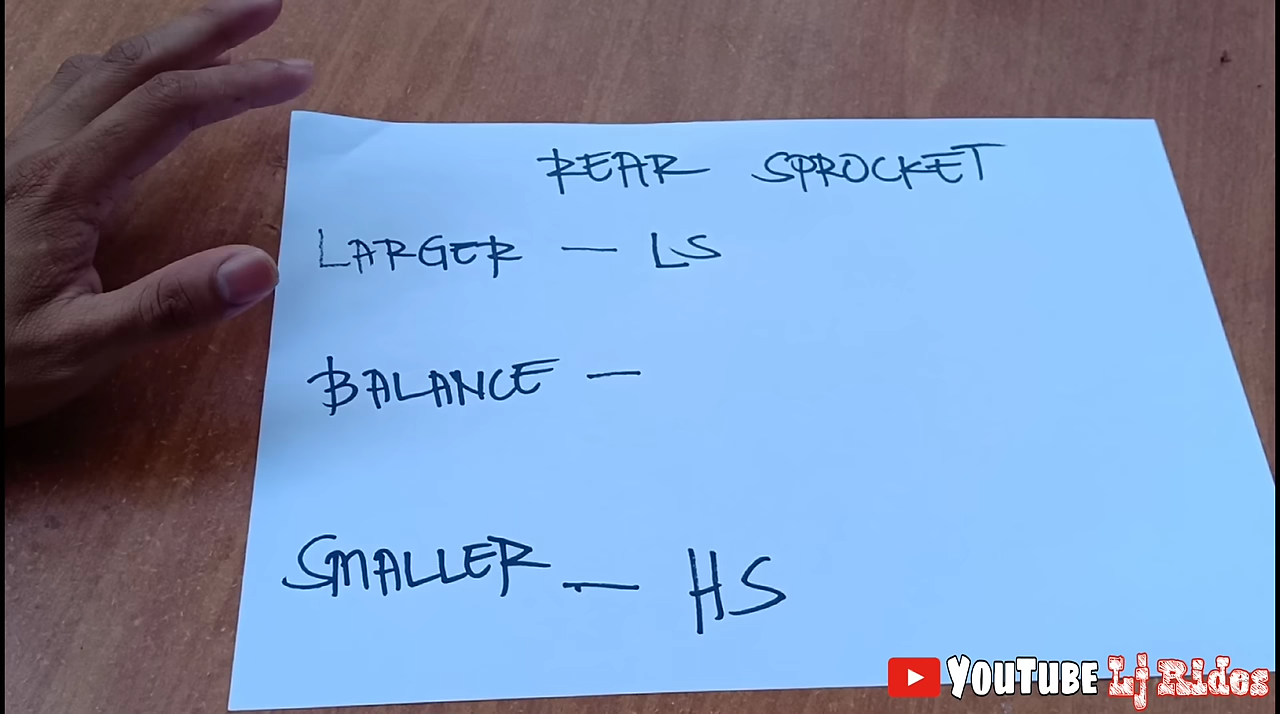 REAR SPROCKET
LARGER — LS
BALANCE —
SMALLER — HS
YOUTUBE Lj Rides